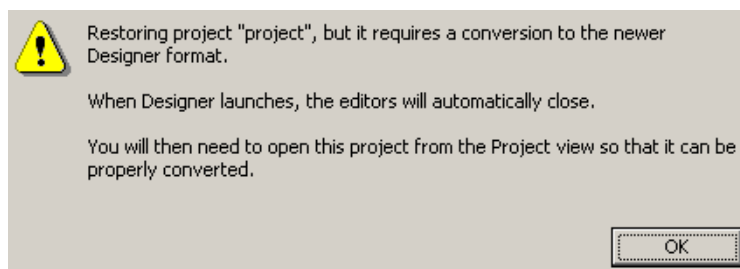 Restoring project "project", but it requires a conversion to the newer
Designer format.
When Designer launches, the editors will automatically close.
You will then need to open this project from the Project view so that it can be
properly converted.
OK